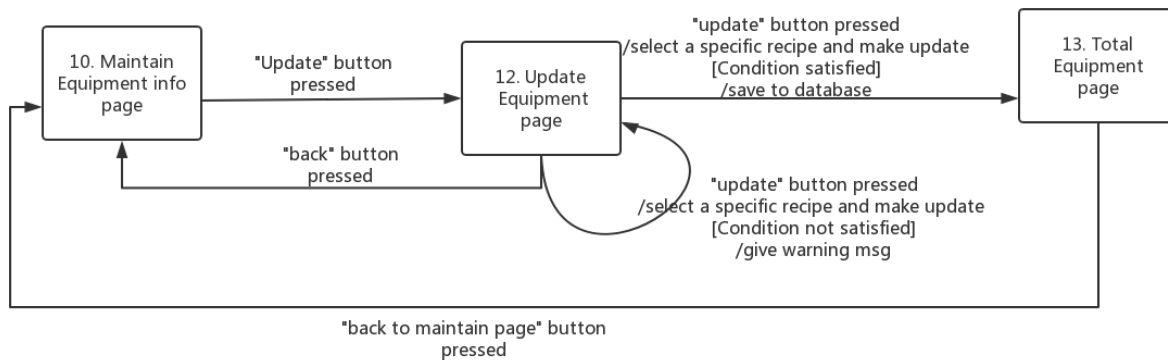 10. Maintain
Equipment info
page
"Update" button
pressed
12. Update
Equipment
page
"update" button pressed
/select a specific recipe and make update
[Condition satisfied]
/save to database
13. Total
Equipment
page
"back" button
pressed
"update" button pressed
/select a specific recipe and make update
[Condition not satisfied]
/give warning msg
"back to maintain page" button
pressed